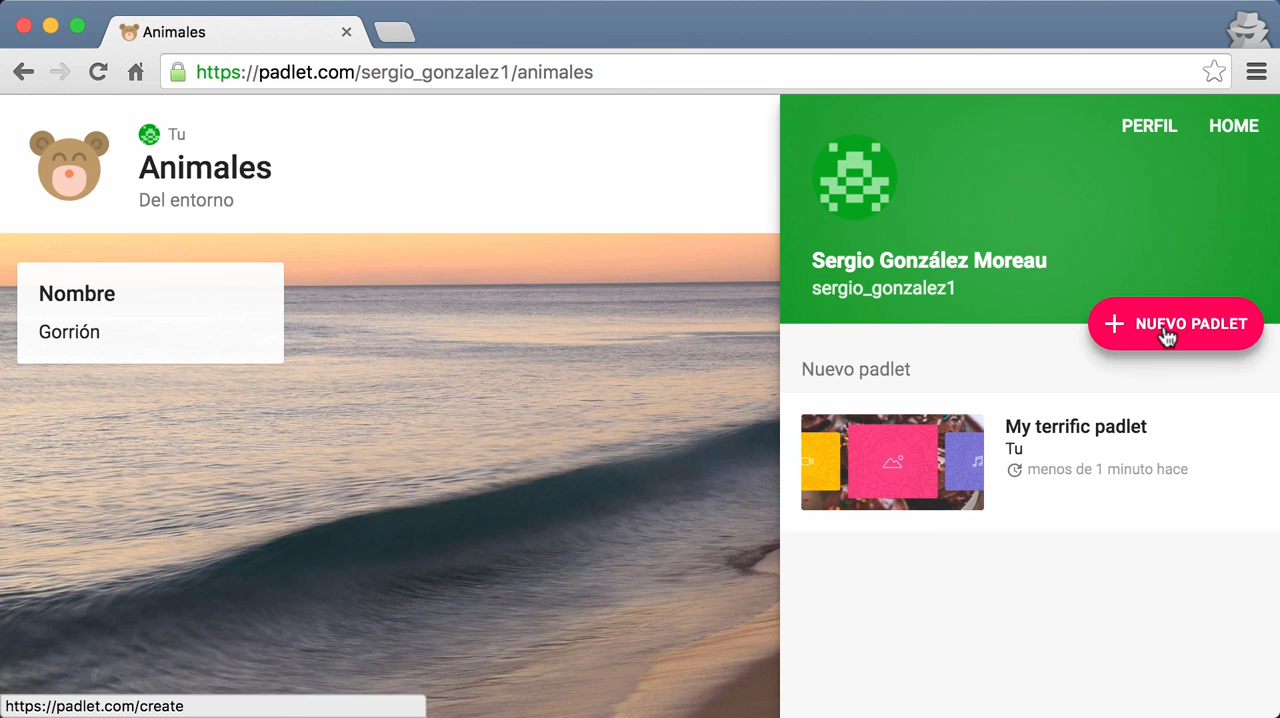 Animales
https://padlet.com/sergio_gonzalez1/animales
Tu
Animales
Del entorno
Nombre
Gorrión
PERFIL HOME
Sergio González Moreau
sergio_gonzalez1
NUEVO PADLET
Nuevo padlet
My terrific padlet
Tu
menos de 1 minuto hace
https://padlet.com/create